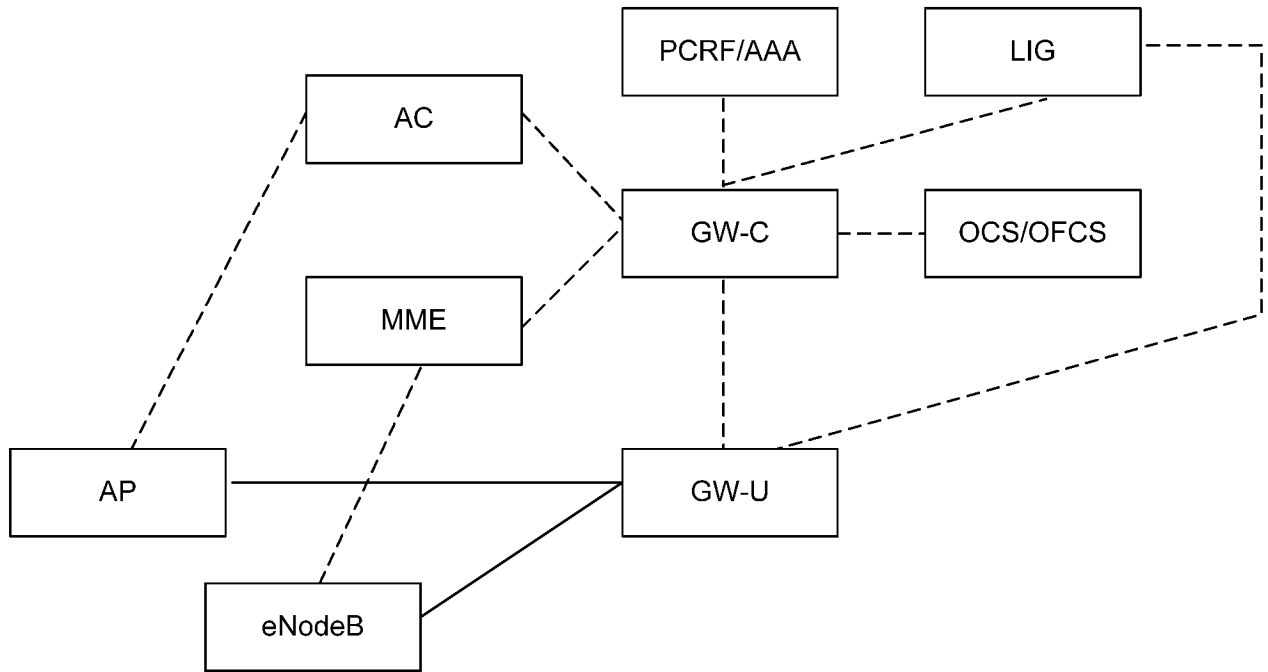 PCRF/AAA
LIG
AC
GW-C
OCS/OFCS
MME
AP
GW-U
eNodeB